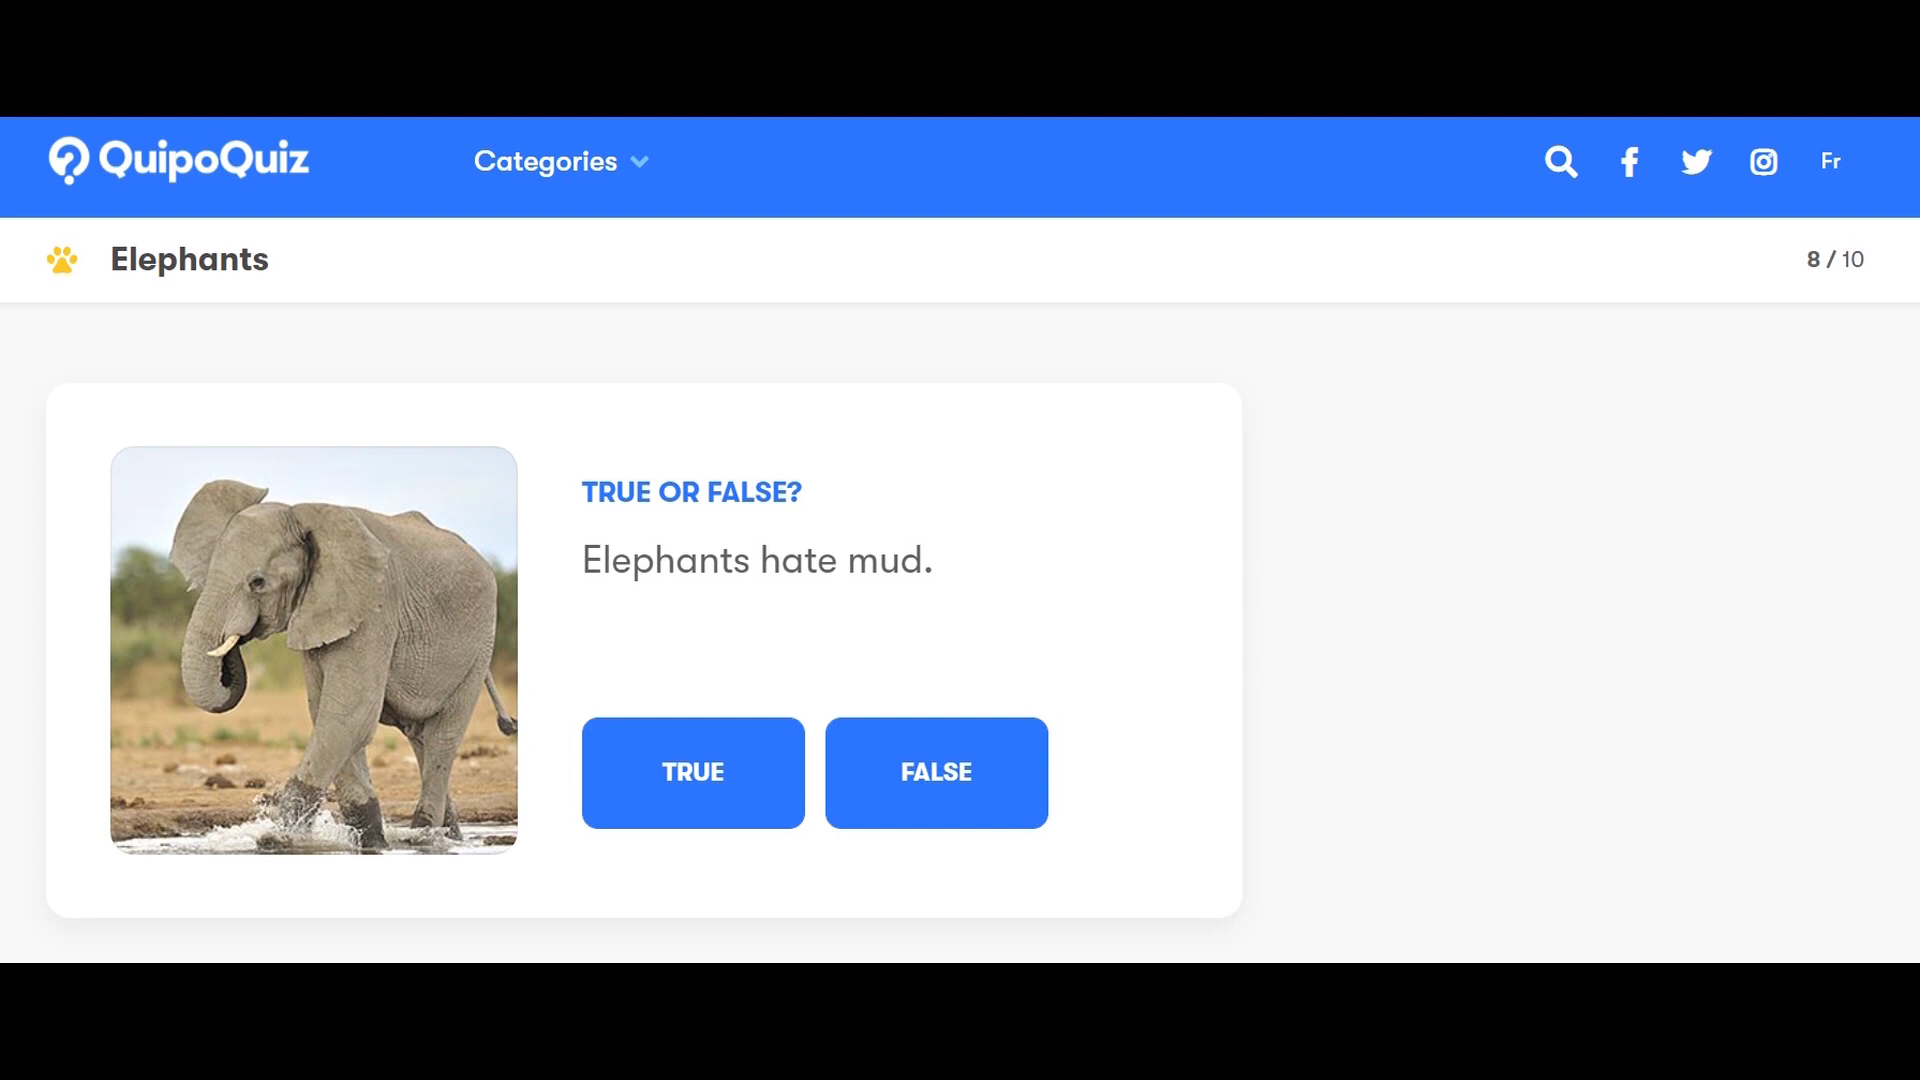 QuipoQuiz
Categories
Fr
Elephants
8 / 10
TRUE OR FALSE?
Elephants hate mud.
TRUE
FALSE